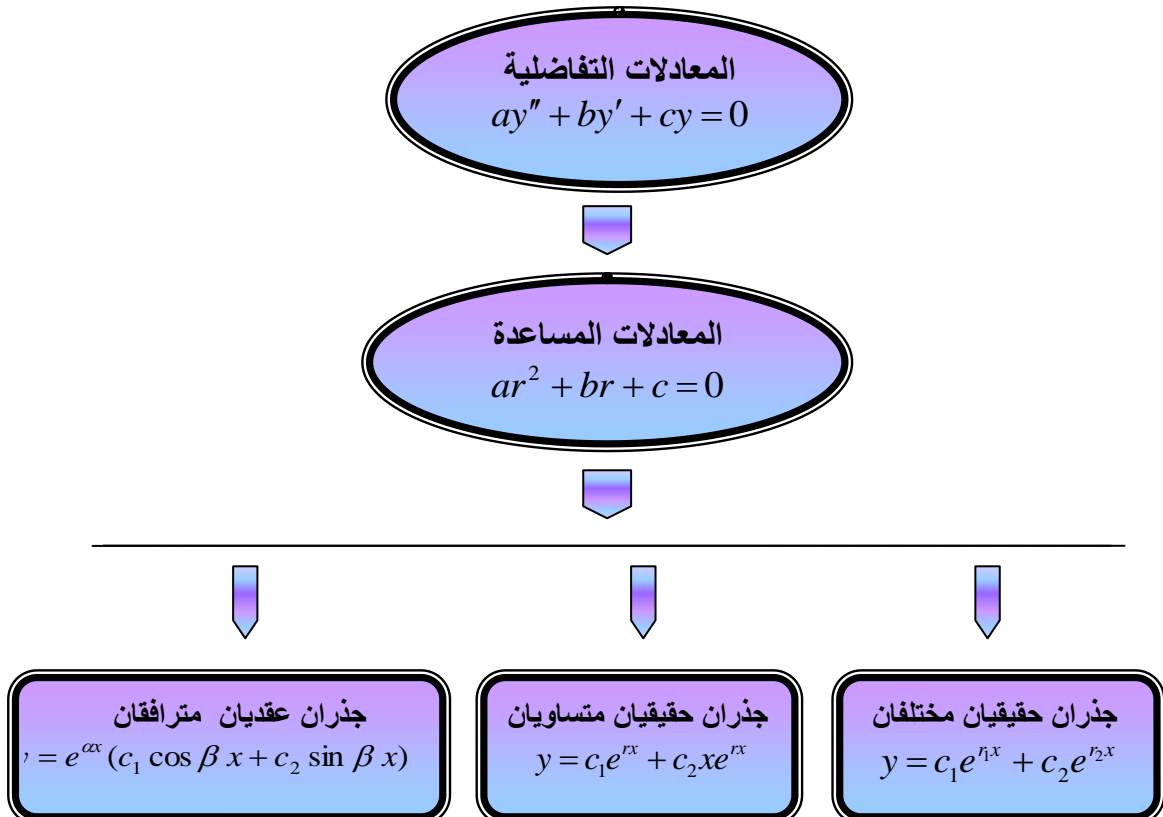 المعادلات التفاضلية
ay″ + by′ + cy = 0
المعادلات المساعدة
ar² + br + c = 0
جذران حقيقيان مختلفان
y = c₁e^{r₁x} + c₂e^{r₂x}
جذران حقيقيان متساويان
y = c₁e^{rx} + c₂xe^{rx}
جذران عقديان مترافقان
= e^{αx}(c₁ cos β x + c₂ sin β x)